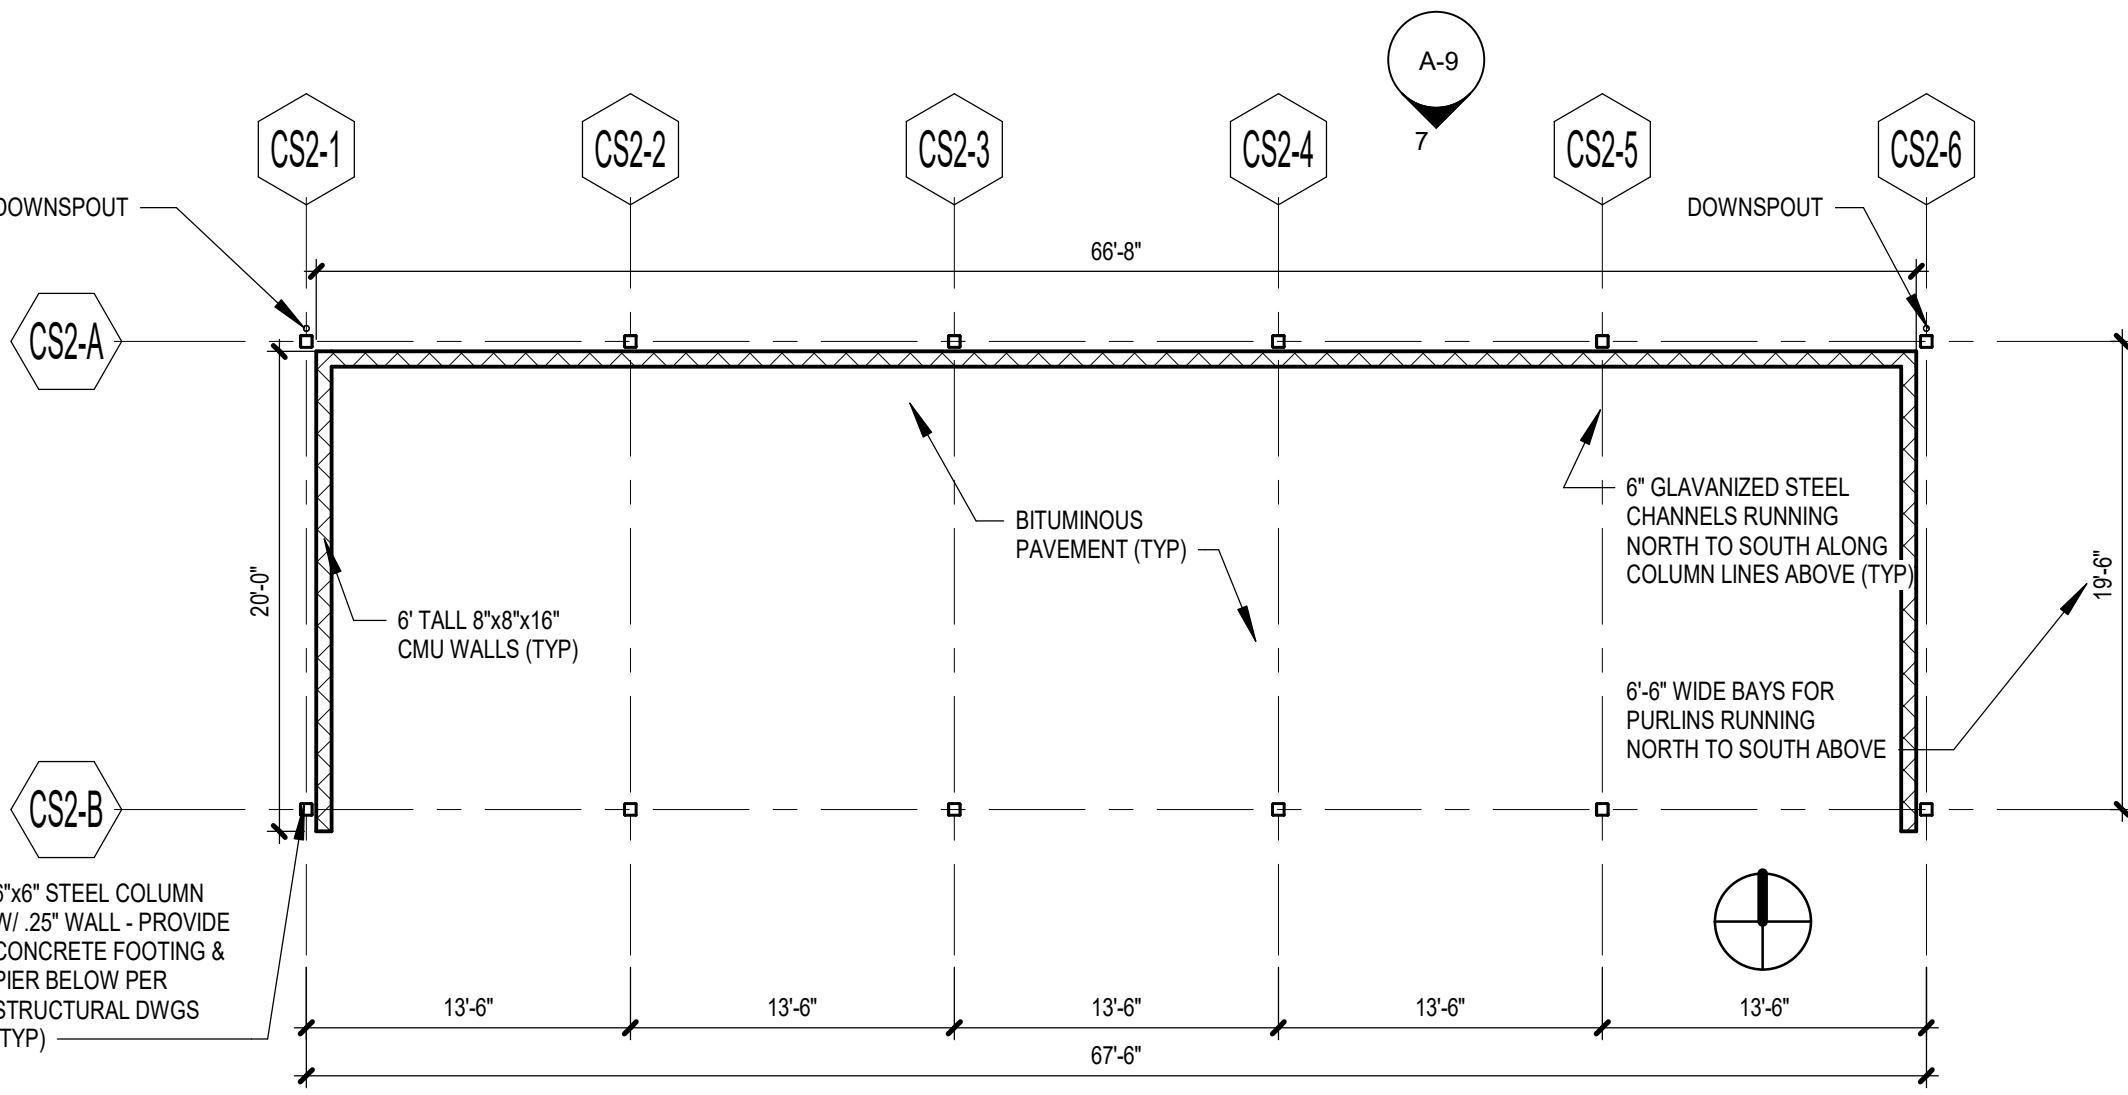 A-9
7
CS2-1
CS2-2
CS2-3
CS2-4
CS2-5
CS2-6
DOWNSPOUT
DOWNSPOUT
66'-8"
CS2-A
6" GLAVANIZED STEEL
CHANNELS RUNNING
NORTH TO SOUTH ALONG
COLUMN LINES ABOVE (TYP)
BITUMINOUS
PAVEMENT (TYP)
20'-0"
19'-6"
6' TALL 8"x8"x16"
CMU WALLS (TYP)
6'-6" WIDE BAYS FOR
PURLINS RUNNING
NORTH TO SOUTH ABOVE
CS2-B
6"x6" STEEL COLUMN
W/ .25" WALL - PROVIDE
CONCRETE FOOTING &
PIER BELOW PER
STRUCTURAL DWGS
TYP)
13'-6"
13'-6"
13'-6"
13'-6"
13'-6"
67'-6"